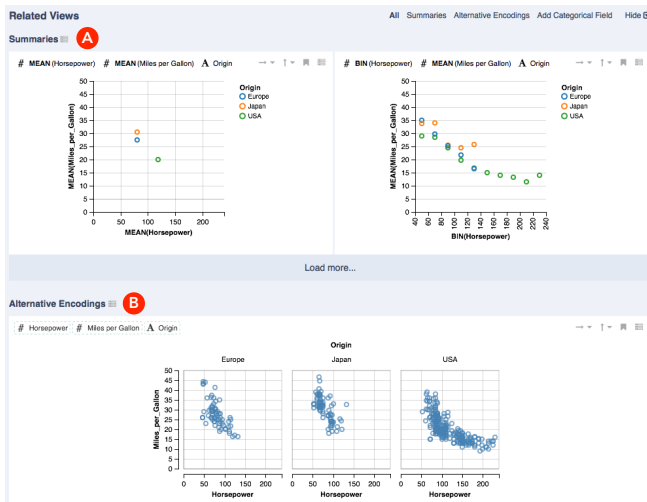 Related Views
All Summaries Alternative Encodings Add Categorical Field Hide
Summaries A
# MEAN (Horsepower) # MEAN (Miles per Gallon) A Origin
MEAN(Miles_per_Gallon)
50
45
40
35
30
25
20
15
10
5
0
0 50 100 150 200
MEAN(Horsepower)
Origin
Europe
Japan
USA
# BIN (Horsepower) # MEAN (Miles per Gallon) A Origin
MEAN(Miles_per_Gallon)
50
45
40
35
30
25
20
15
10
5
0
40 60 80 100 120 140 160 180 200 220 240
BIN(Horsepower)
Origin
Europe
Japan
USA
Load more...
Alternative Encodings B
# Horsepower # Miles per Gallon A Origin
Origin
Europe Japan USA
Miles_per_Gallon
50
45
40
35
30
25
20
15
10
5
0
0 50 100 150 200 0 50 100 150 200 0 50 100 150 200
Horsepower Horsepower Horsepower